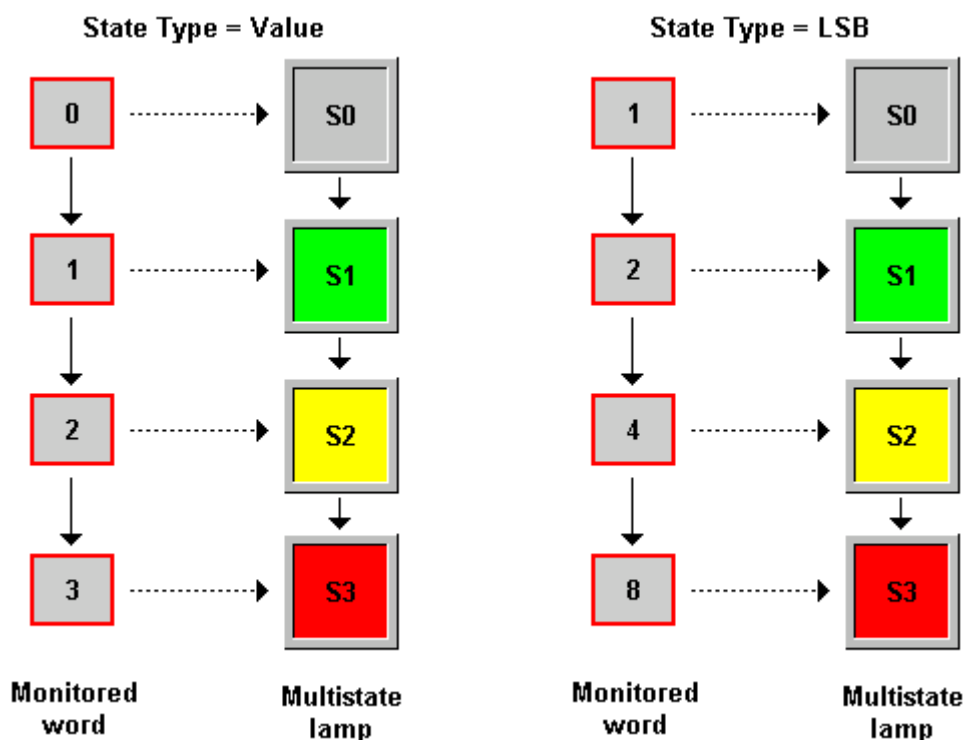 State Type = Value
State Type = LSB
0
S0
1
S0
1
S1
2
S1
2
S2
4
S2
3
S3
8
S3
Monitored
word
Multistate
lamp
Monitored
word
Multistate
lamp